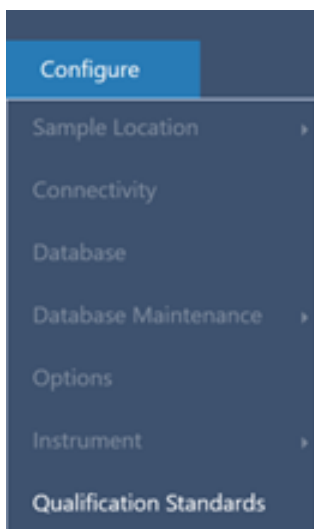 Configure
Sample Location
Connectivity
Database
Database Maintenance
Options
Instrument
Qualification Standards